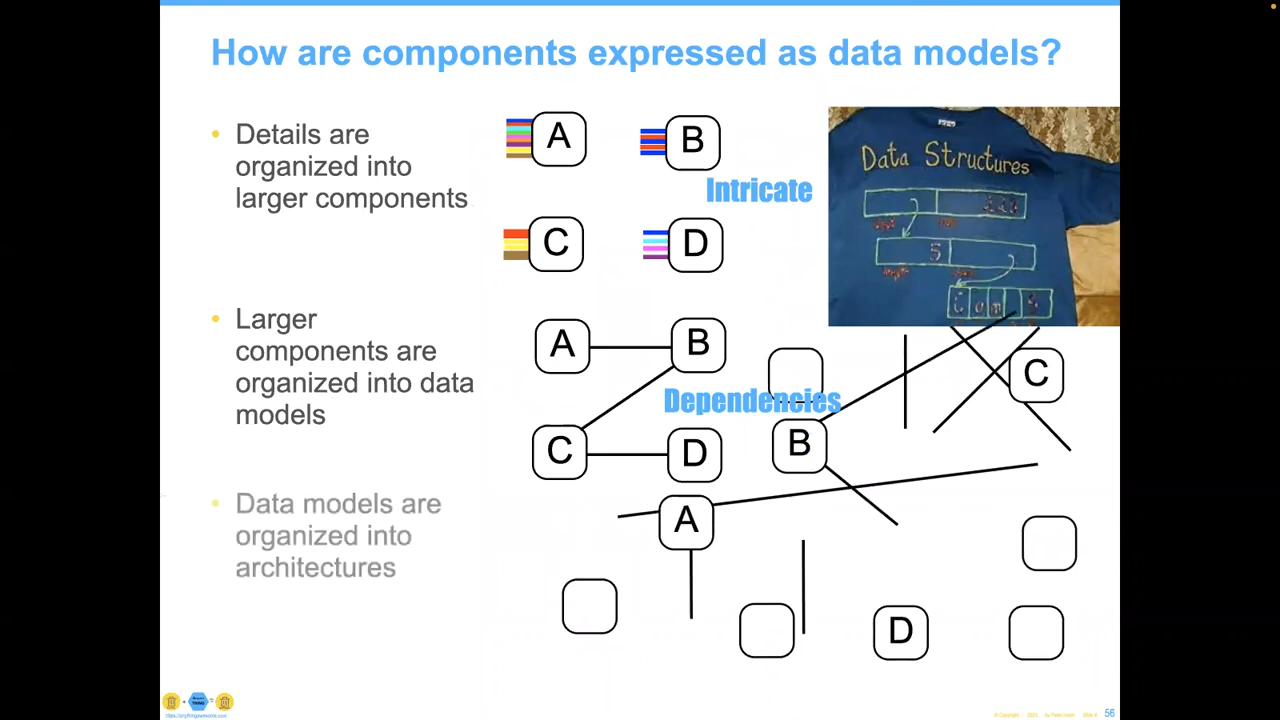 How are components expressed as data models?
• Details are
organized into
larger components
• Larger
components are
organized into data
models
• Data models are
organized into
architectures
A
B
Intricate
C
D
A
B
Dependencies
C
D
C
B
A
D
Data Structures
5
56